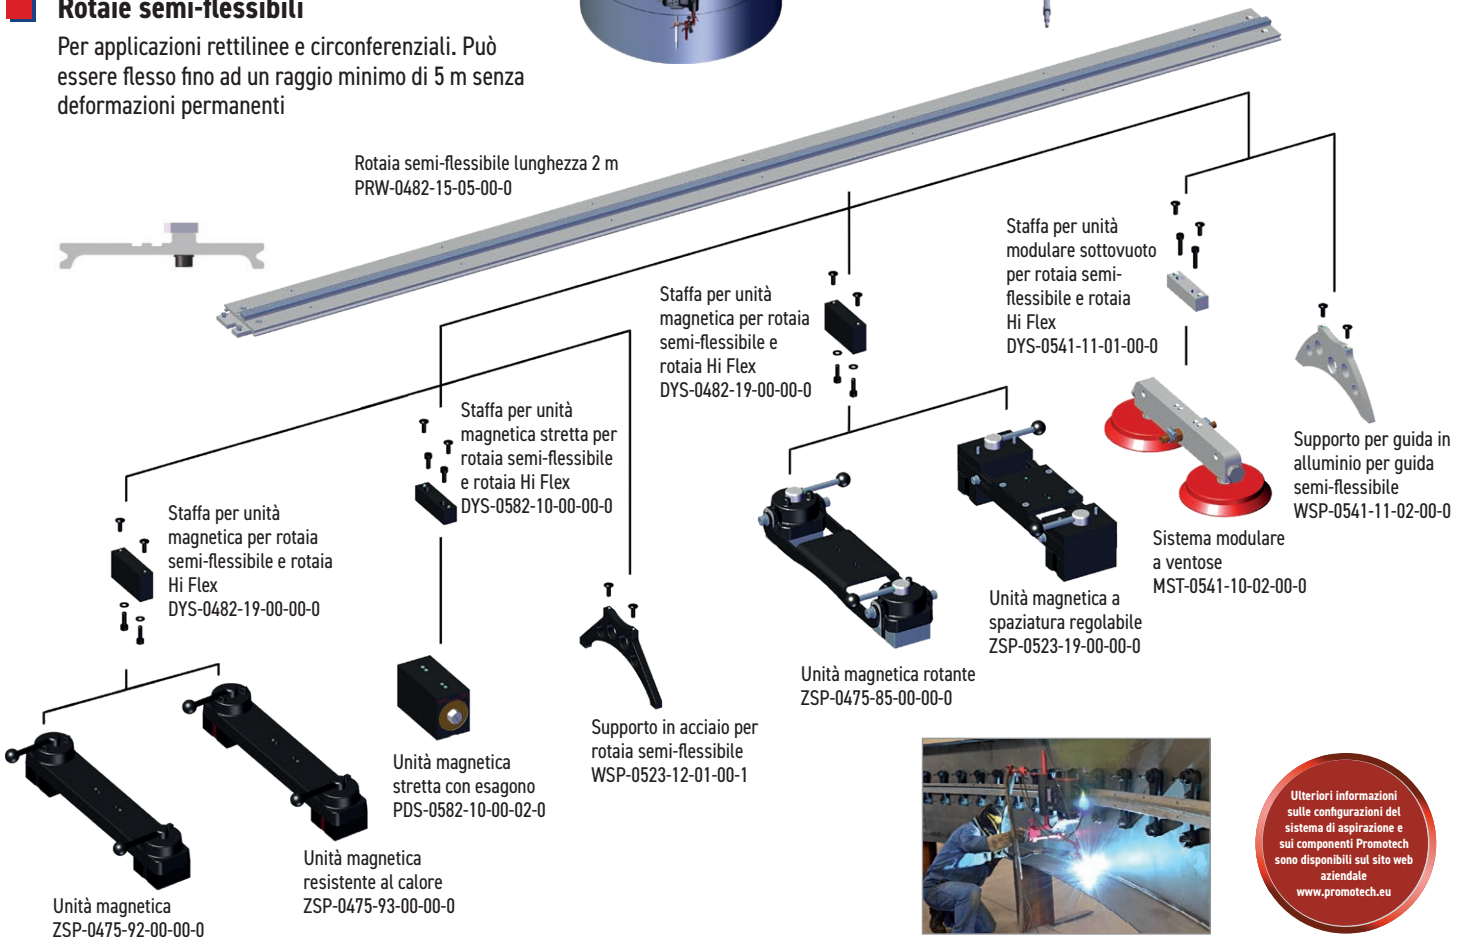 Rotaie semi-flessibili
Per applicazioni rettilinee e circonferenziali. Può
essere flesso fino ad un raggio minimo di 5 m senza
deformazioni permanenti
Rotaia semi-flessibile lunghezza 2 m
PRW-0482-15-05-00-0
Staffa per unità
modulare sottovuoto
per rotaia semi-
flessibile e rotaia
Hi Flex
DYS-0541-11-01-00-0
Staffa per unità
magnetica per rotaia
semi-flessibile e
rotaia Hi Flex
DYS-0482-19-00-00-0
Staffa per unità
magnetica stretta per
rotaia semi-flessibile
e rotaia Hi Flex
DYS-0582-10-00-00-0
Supporto per guida in
alluminio per guida
semi-flessibile
WSP-0541-11-02-00-0
Staffa per unità
magnetica per rotaia
semi-flessibile e rotaia
Hi Flex
DYS-0482-19-00-00-0
Sistema modulare
a ventose
MST-0541-10-02-00-0
Unità magnetica a
spaziatura regolabile
ZSP-0523-19-00-00-0
Unità magnetica rotante
ZSP-0475-85-00-00-0
Supporto in acciaio per
rotaia semi-flessibile
WSP-0523-12-01-00-1
Unità magnetica
stretta con esagono
PDS-0582-10-00-02-0
Unità magnetica
resistente al calore
ZSP-0475-93-00-00-0
Unità magnetica
ZSP-0475-92-00-00-0
Ulteriori informazioni
sulle configurazioni del
sistema di aspirazione e
sui componenti Promotech
sono disponibili sul sito web
aziendale
www.promotech.eu